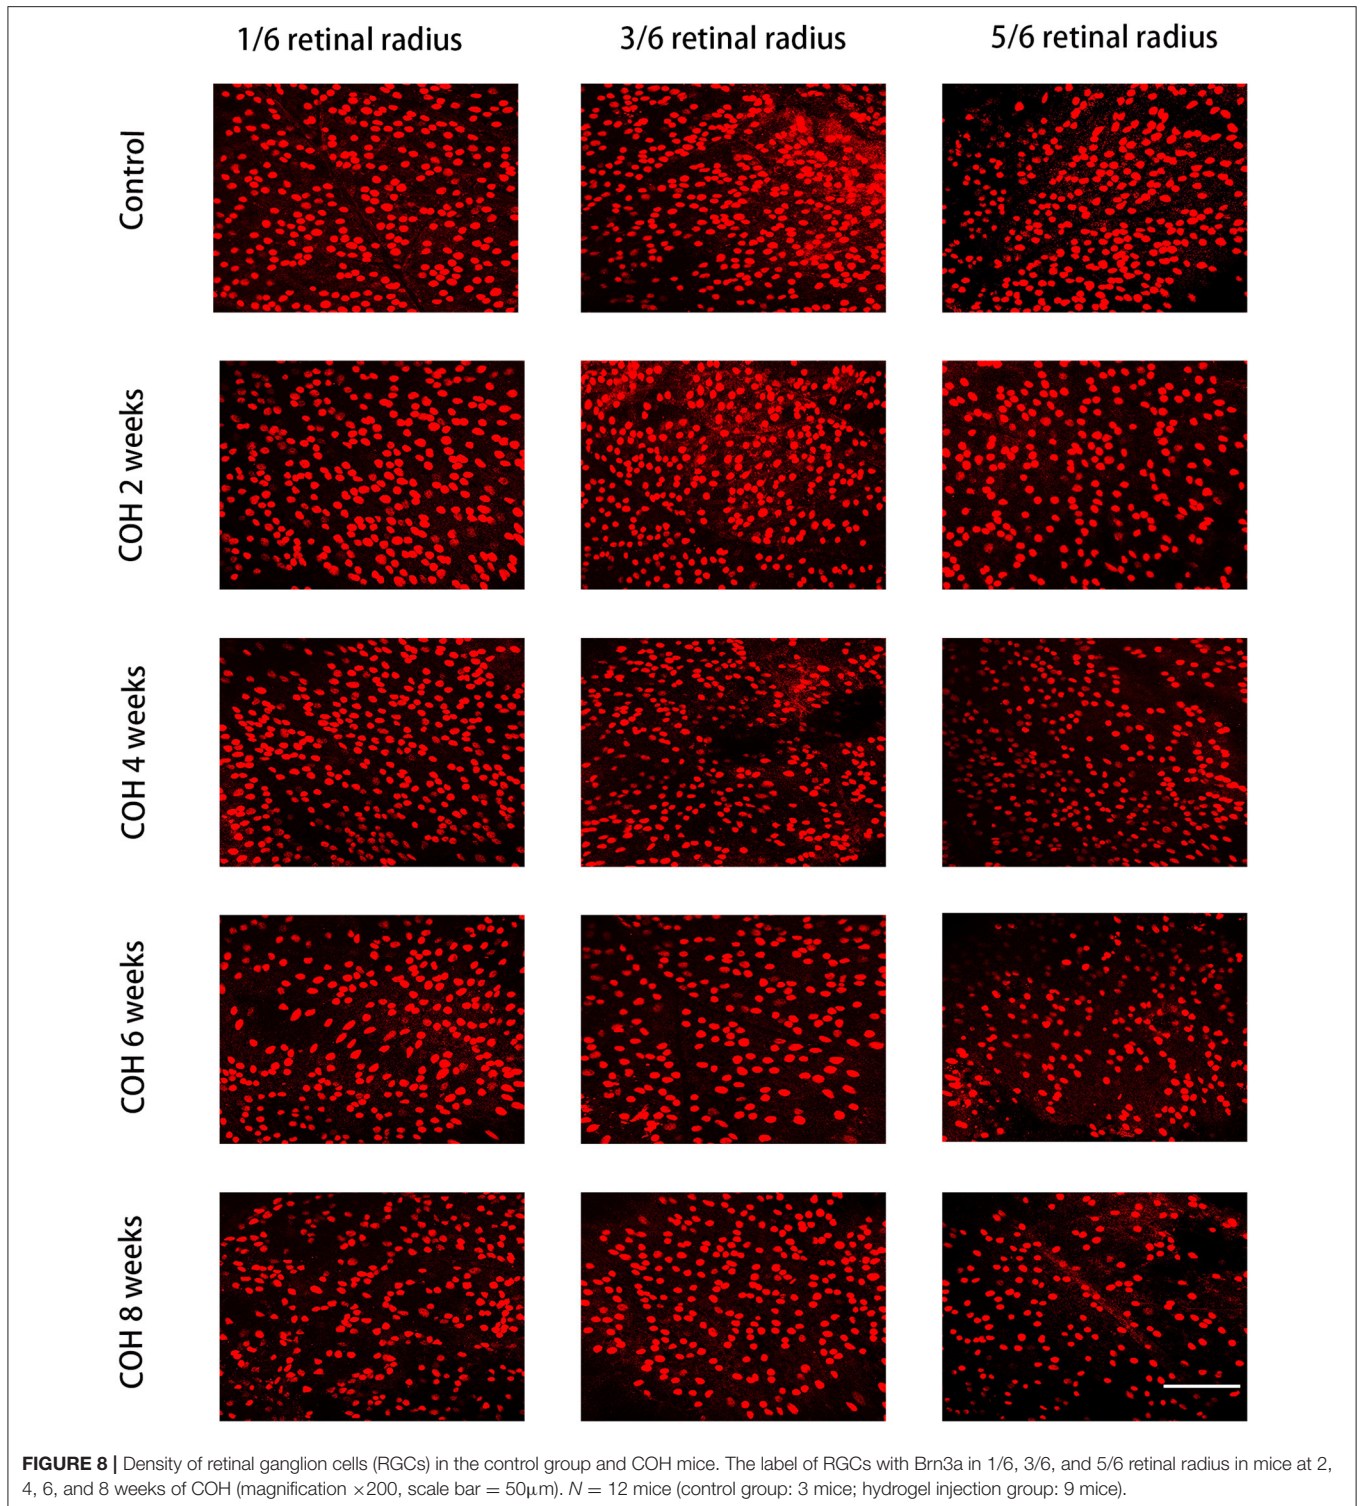 1/6 retinal radius
3/6 retinal radius
5/6 retinal radius
Control
COH 2 weeks
COH 4 weeks
COH 6 weeks
COH 8 weeks
FIGURE 8 | Density of retinal ganglion cells (RGCs) in the control group and COH mice. The label of RGCs with Brn3a in 1/6, 3/6, and 5/6 retinal radius in mice at 2,
4, 6, and 8 weeks of COH (magnification ×200, scale bar = 50μm). N = 12 mice (control group: 3 mice; hydrogel injection group: 9 mice).